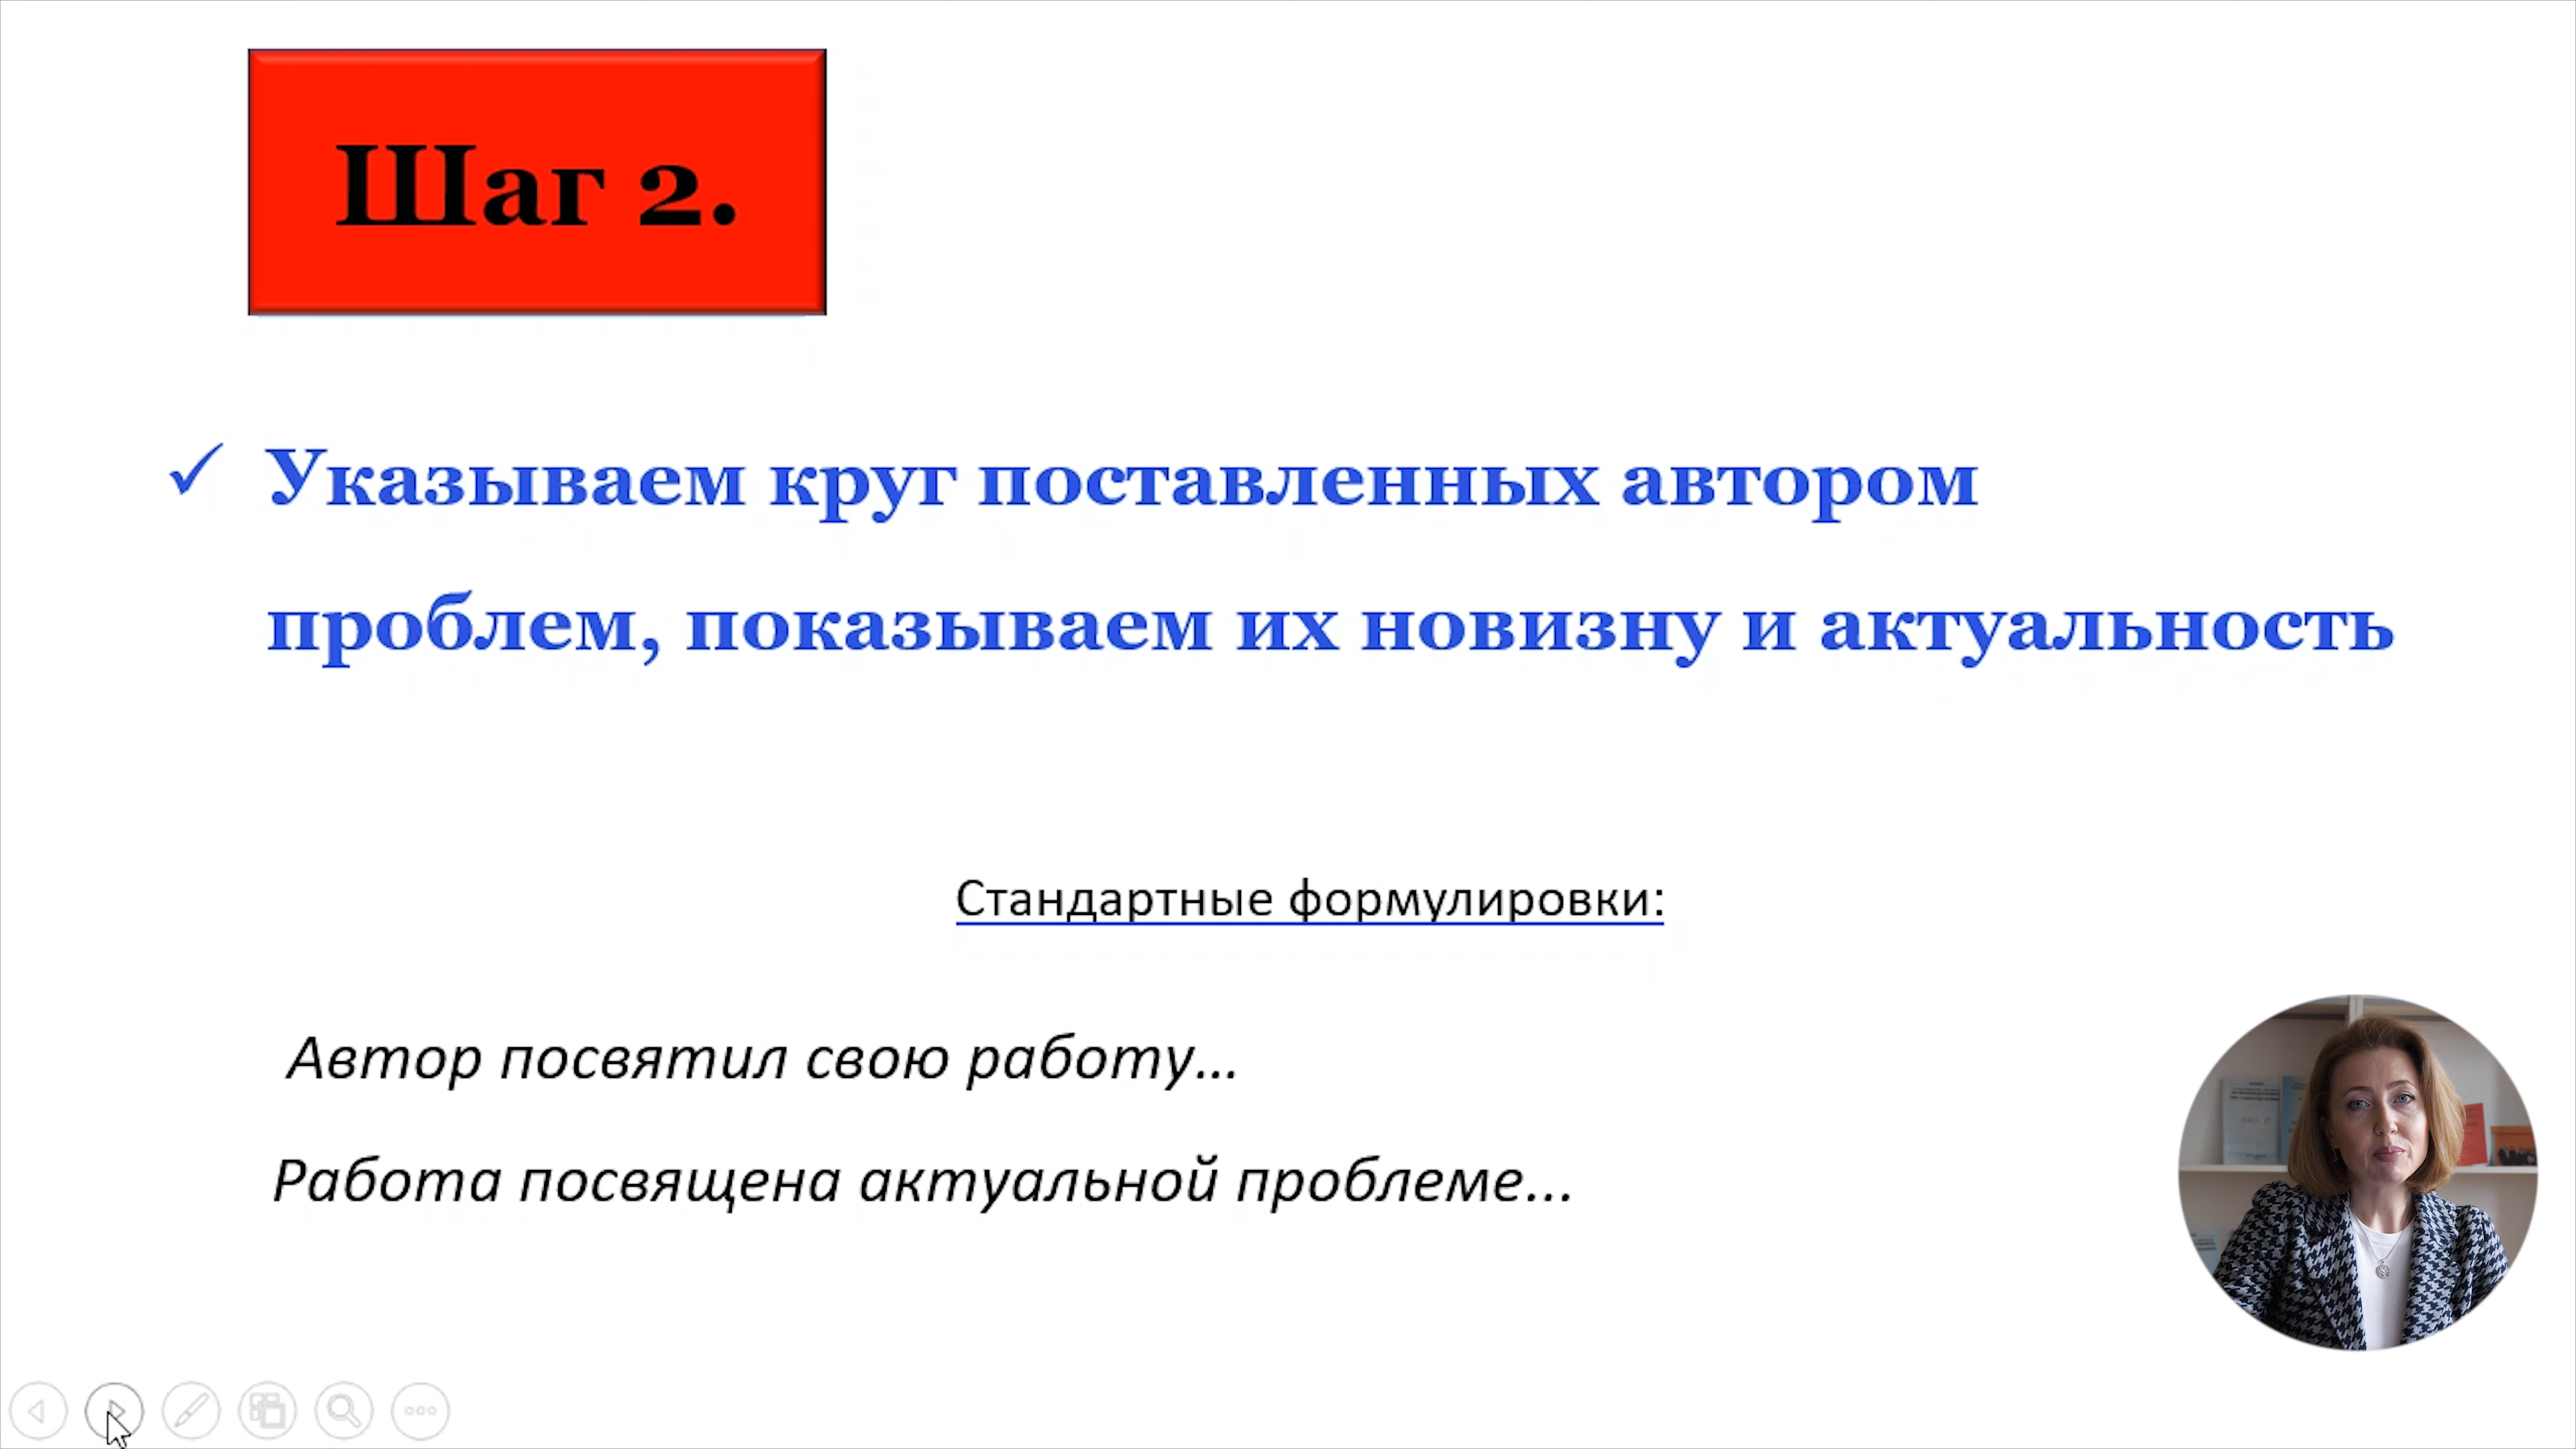 Шаг 2.
✓ Указываем круг поставленных автором
проблем, показываем их новизну и актуальность
Стандартные формулировки:
Автор посвятил свою работу...
Работа посвящена актуальной проблеме...